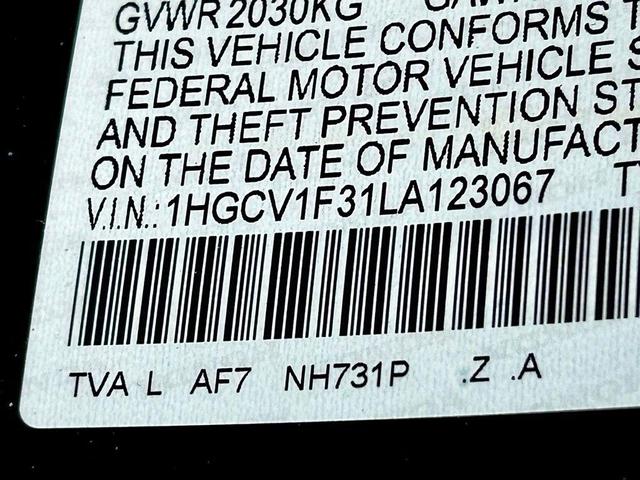 GVWR 2030KG
THIS VEHICLE CONFORMS
FEDERAL MOTOR VEHICLE
AND THEFT PREVENTION
ON THE DATE OF
V.I.N.: 1HGCV1F31LA123067
TVA L AF7 NH731P .Z .A